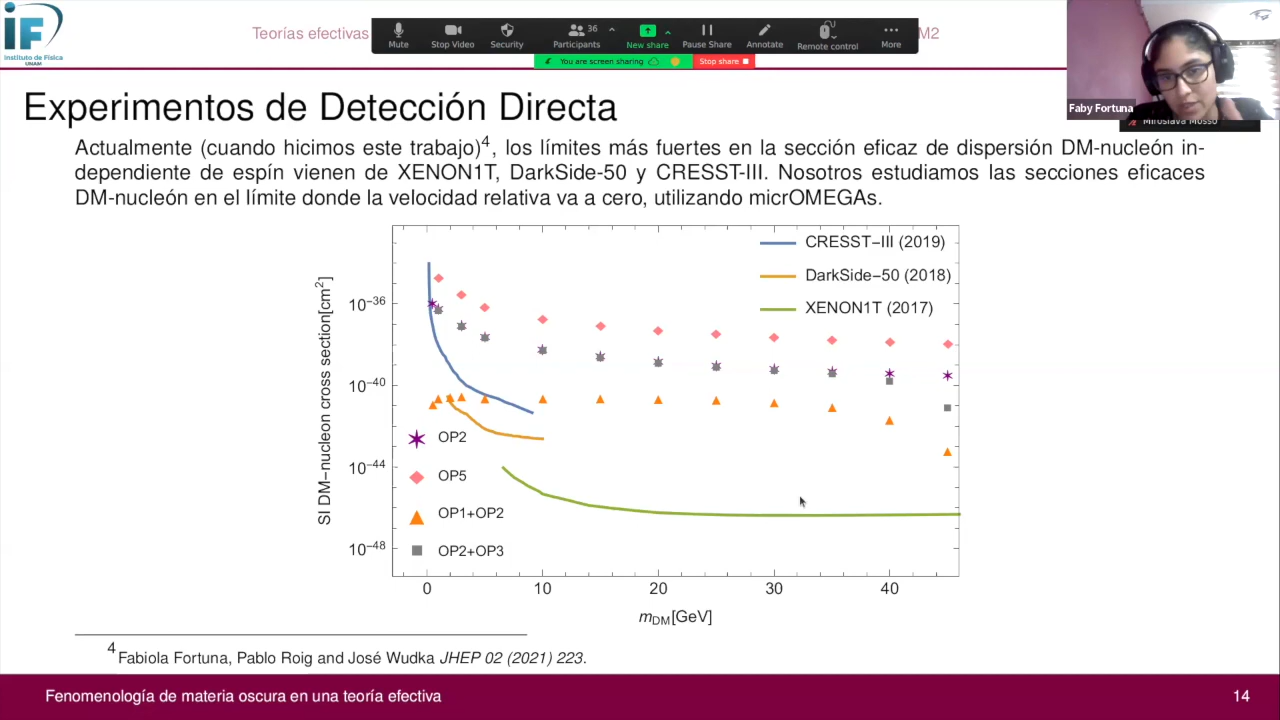 IF
Instituto de Física
UNAM
Teorías efectivas
M2
Mute
Stop Video
Security
36
Participants
New share
Pause Share
Annotate
Remote control
More
You are screen sharing
Stop share
Faby Fortuna
Miroslava Mosso
Experimentos de Detección Directa
Actualmente (cuando hicimos este trabajo)4, los límites más fuertes en la sección eficaz de dispersión DM-nucleón in-
dependiente de espín vienen de XENON1T, DarkSide-50 y CRESST-III. Nosotros estudiamos las secciones eficaces
DM-nucleón en el límite donde la velocidad relativa va a cero, utilizando micrOMEGAs.
CRESST−III (2019)
DarkSide−50 (2018)
XENON1T (2017)
SI DM−nucleon cross section[cm²]
10⁻³⁶
10⁻⁴⁰
10⁻⁴⁴
10⁻⁴⁸
OP2
OP5
OP1+OP2
OP2+OP3
0 10 20 30 40
mDM[GeV]
4 Fabiola Fortuna, Pablo Roig and José Wudka JHEP 02 (2021) 223.
Fenomenología de materia oscura en una teoría efectiva
14